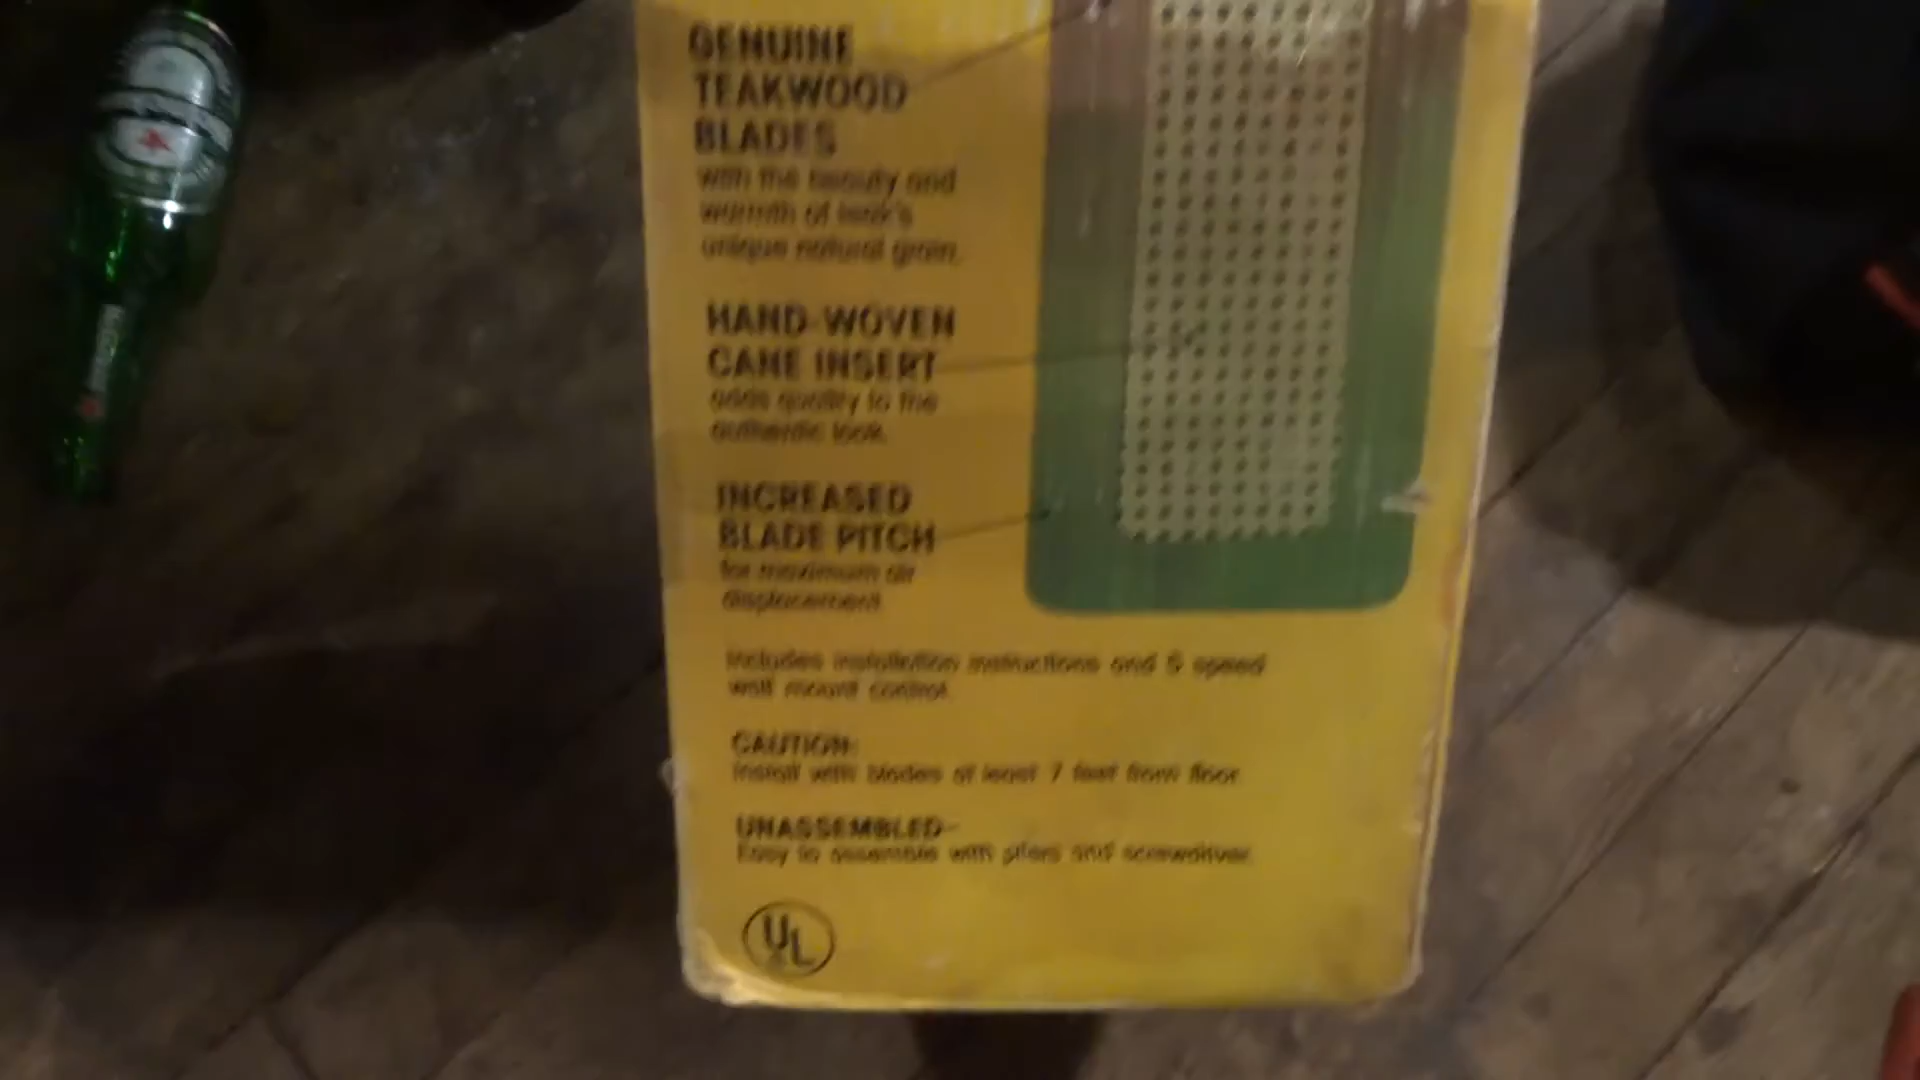 GENUINE
TEAKWOOD
BLADES
with the beauty and
warmth of teak's
unique natural grain.
HAND-WOVEN
CANE INSERT
adds quality to the
authentic look.
INCREASED
BLADE PITCH
for maximum air
displacement.
Includes installation instructions and 5 speed
wall mount control.
CAUTION:
Install with blades at least 7 feet from floor.
UNASSEMBLED-
Easy to assemble with pliers and screwdriver.
UL